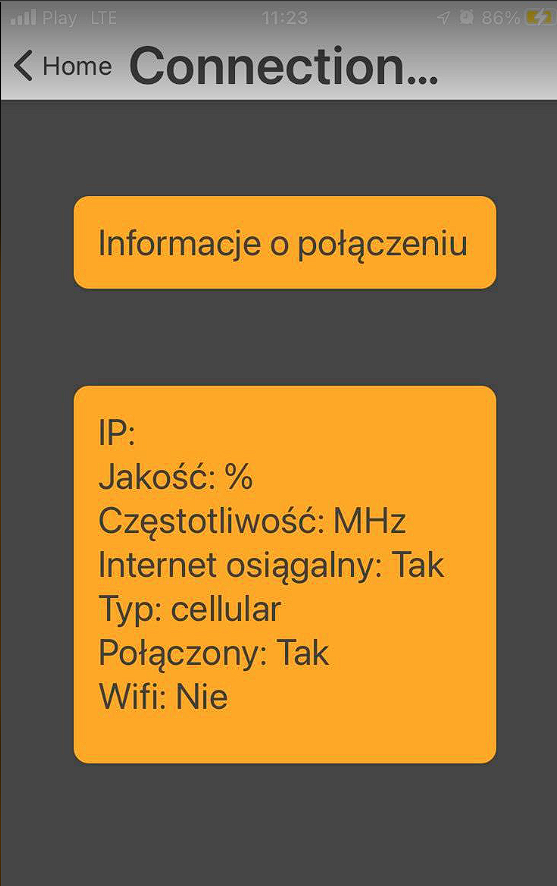 Play LTE 11:23 86%
Home Connection...
Informacje o połączeniu
IP:
Jakość: %
Częstotliwość: MHz
Internet osiągalny: Tak
Typ: cellular
Połączony: Tak
Wifi: Nie